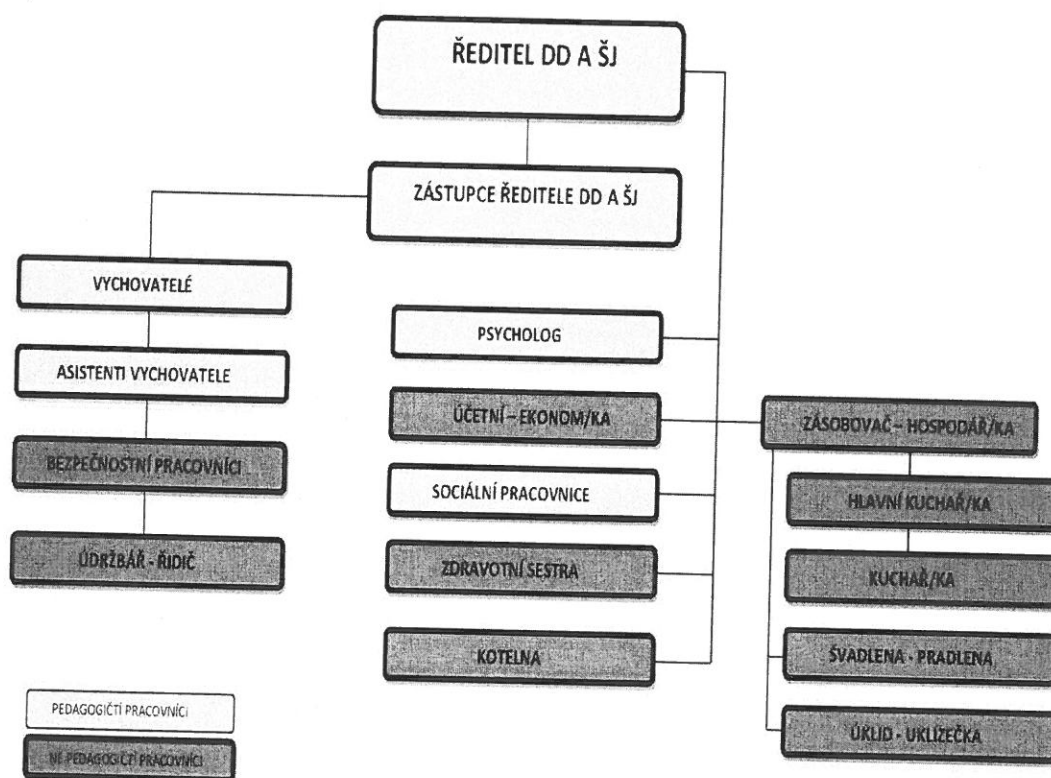 ŘEDITEL DD A ŠJ
ZÁSTUPCE ŘEDITELE DD A ŠJ
VYCHOVATELÉ
ASISTENTI VYCHOVATELE
BEZPEČNOSTNÍ PRACOVNÍCI
ÚDRŽBÁŘ - ŘIDIČ
PSYCHOLOG
ÚČETNÍ – EKONOM/KA
SOCIÁLNÍ PRACOVNICE
ZDRAVOTNÍ SESTRA
KOTELNA
ZÁSOBOVAČ – HOSPODÁŘ/KA
HLAVNÍ KUCHAŘ/KA
KUCHAŘ/KA
ŠVADLENA - PRADLENA
ÚKLID - UKLÍZEČKA
PEDAGOGIČTÍ PRACOVNÍCI
NE PEDAGOGIČTÍ PRACOVNÍCI